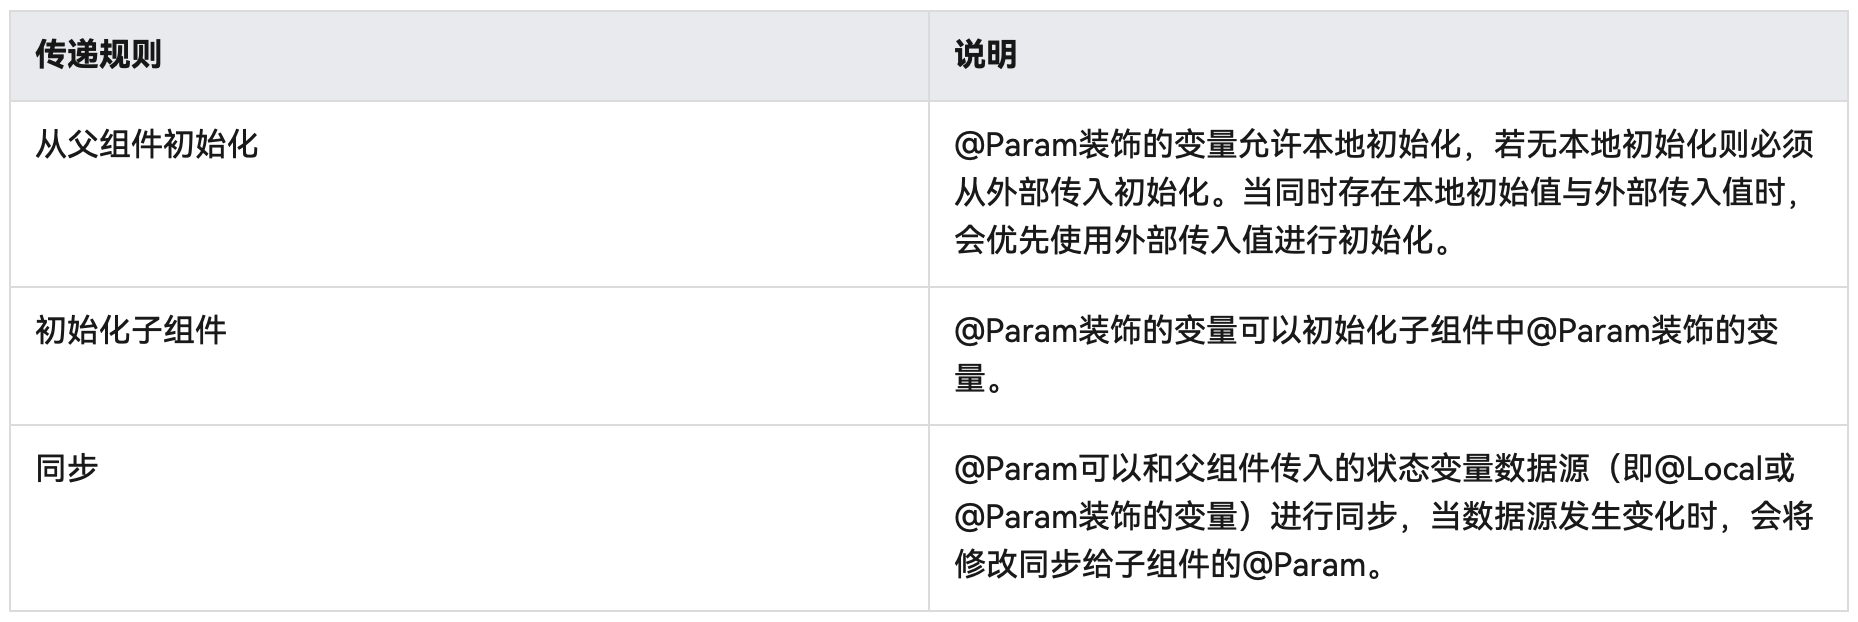 传递规则
说明
从父组件初始化
@Param装饰的变量允许本地初始化，若无本地初始化则必须
从外部传入初始化。当同时存在本地初始值与外部传入值时，
会优先使用外部传入值进行初始化。
初始化子组件
@Param装饰的变量可以初始化子组件中@Param装饰的变
量。
同步
@Param可以和父组件传入的状态变量数据源（即@Local或
@Param装饰的变量）进行同步，当数据源发生变化时，会将
修改同步给子组件的@Param。